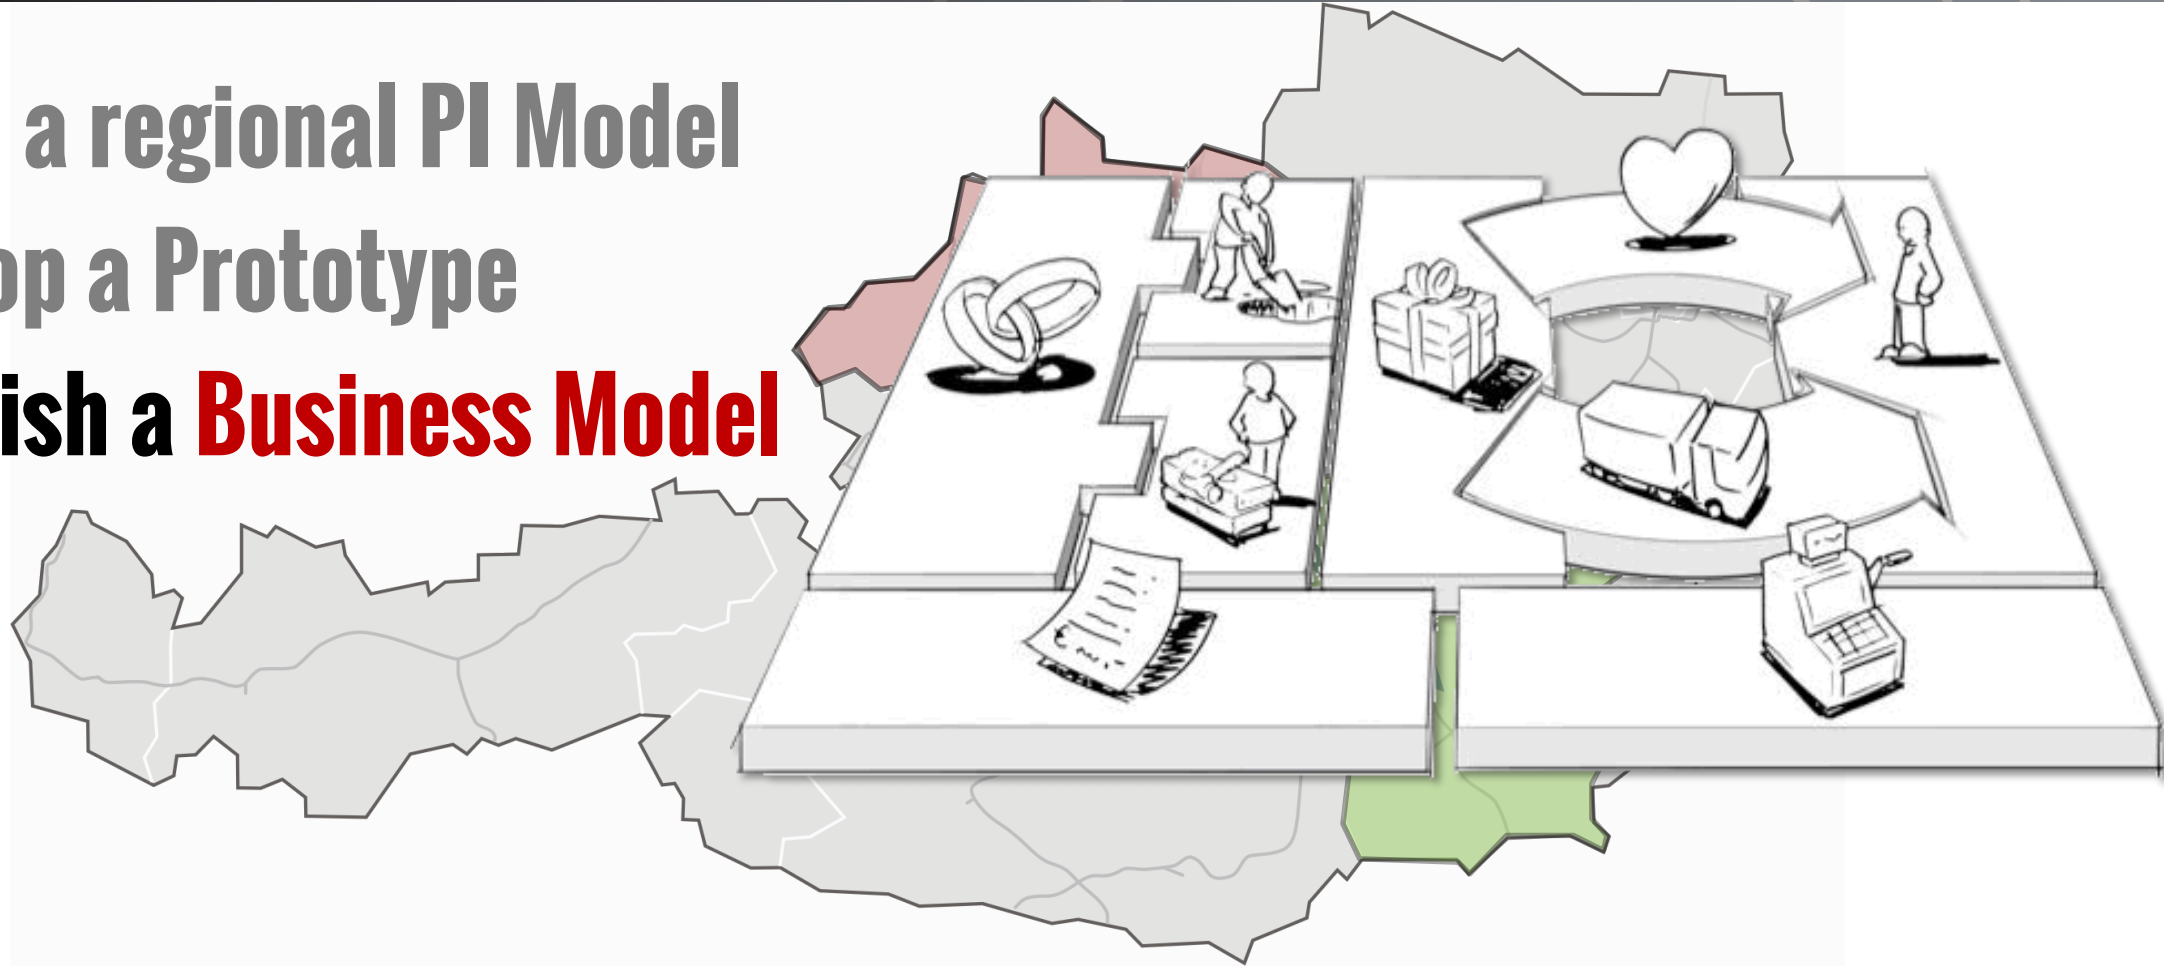 a regional PI Model
op a Prototype
ish a Business Model